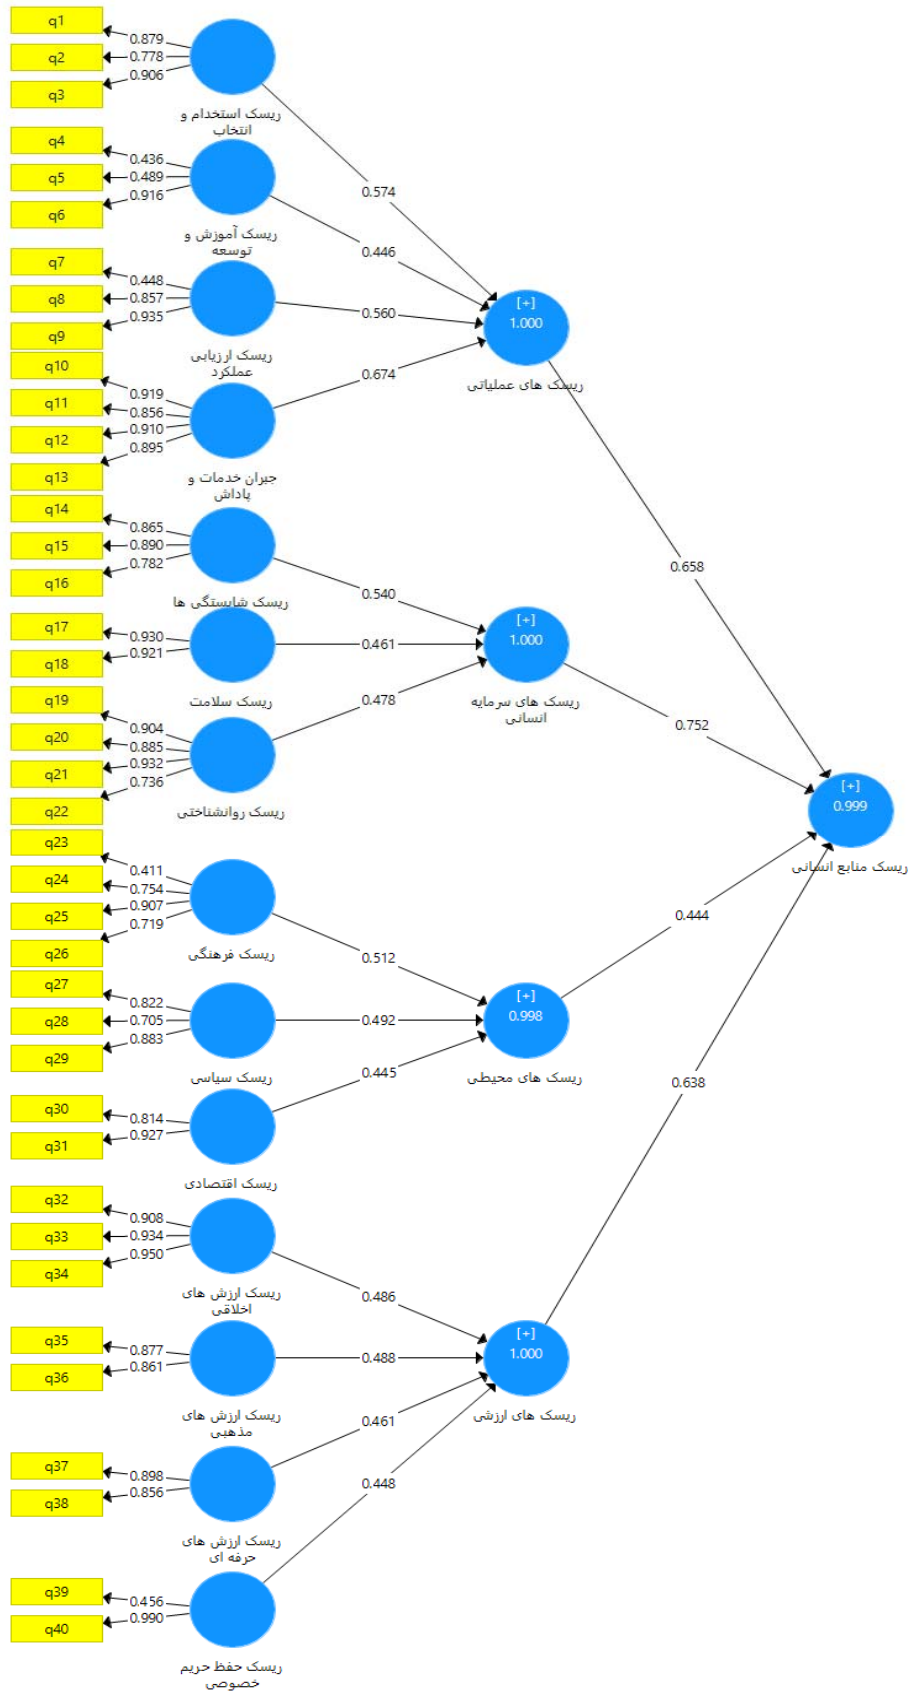 q1
q2
q3
0.879
0.778
0.906
ریسک استخدام و
انتخاب
0.574
q4
q5
q6
0.436
0.489
0.916
ریسک آموزش و
توسعه
0.446
q7
q8
q9
0.448
0.857
0.935
ریسک ارزیابی
عملکرد
0.560
q10
q11
q12
q13
0.919
0.856
0.910
0.895
جبران خدمات و
پاداش
0.674
[+]
1.000
ریسک های عملیاتی
0.658
q14
q15
q16
0.865
0.890
0.782
ریسک شایستگی ها
0.540
q17
q18
0.930
0.921
ریسک سلامت
0.461
q19
q20
q21
q22
0.904
0.885
0.932
0.736
ریسک روانشناختی
0.478
[+]
1.000
ریسک های سرمایه
انسانی
0.752
[+]
0.999
ریسک منابع انسانی
q23
q24
q25
q26
0.411
0.754
0.907
0.719
ریسک فرهنگی
0.512
q27
q28
q29
0.822
0.705
0.883
ریسک سیاسی
0.492
q30
q31
0.814
0.927
ریسک اقتصادی
0.445
[+]
0.998
ریسک های محیطی
0.444
q32
q33
q34
0.908
0.934
0.950
ریسک ارزش های
اخلاقی
0.486
q35
q36
0.877
0.861
ریسک ارزش های
مذهبی
0.488
q37
q38
0.898
0.856
ریسک ارزش های
حرفه ای
0.461
q39
q40
0.456
0.990
ریسک حفظ حریم
خصوصی
0.448
[+]
1.000
ریسک های ارزشی
0.638